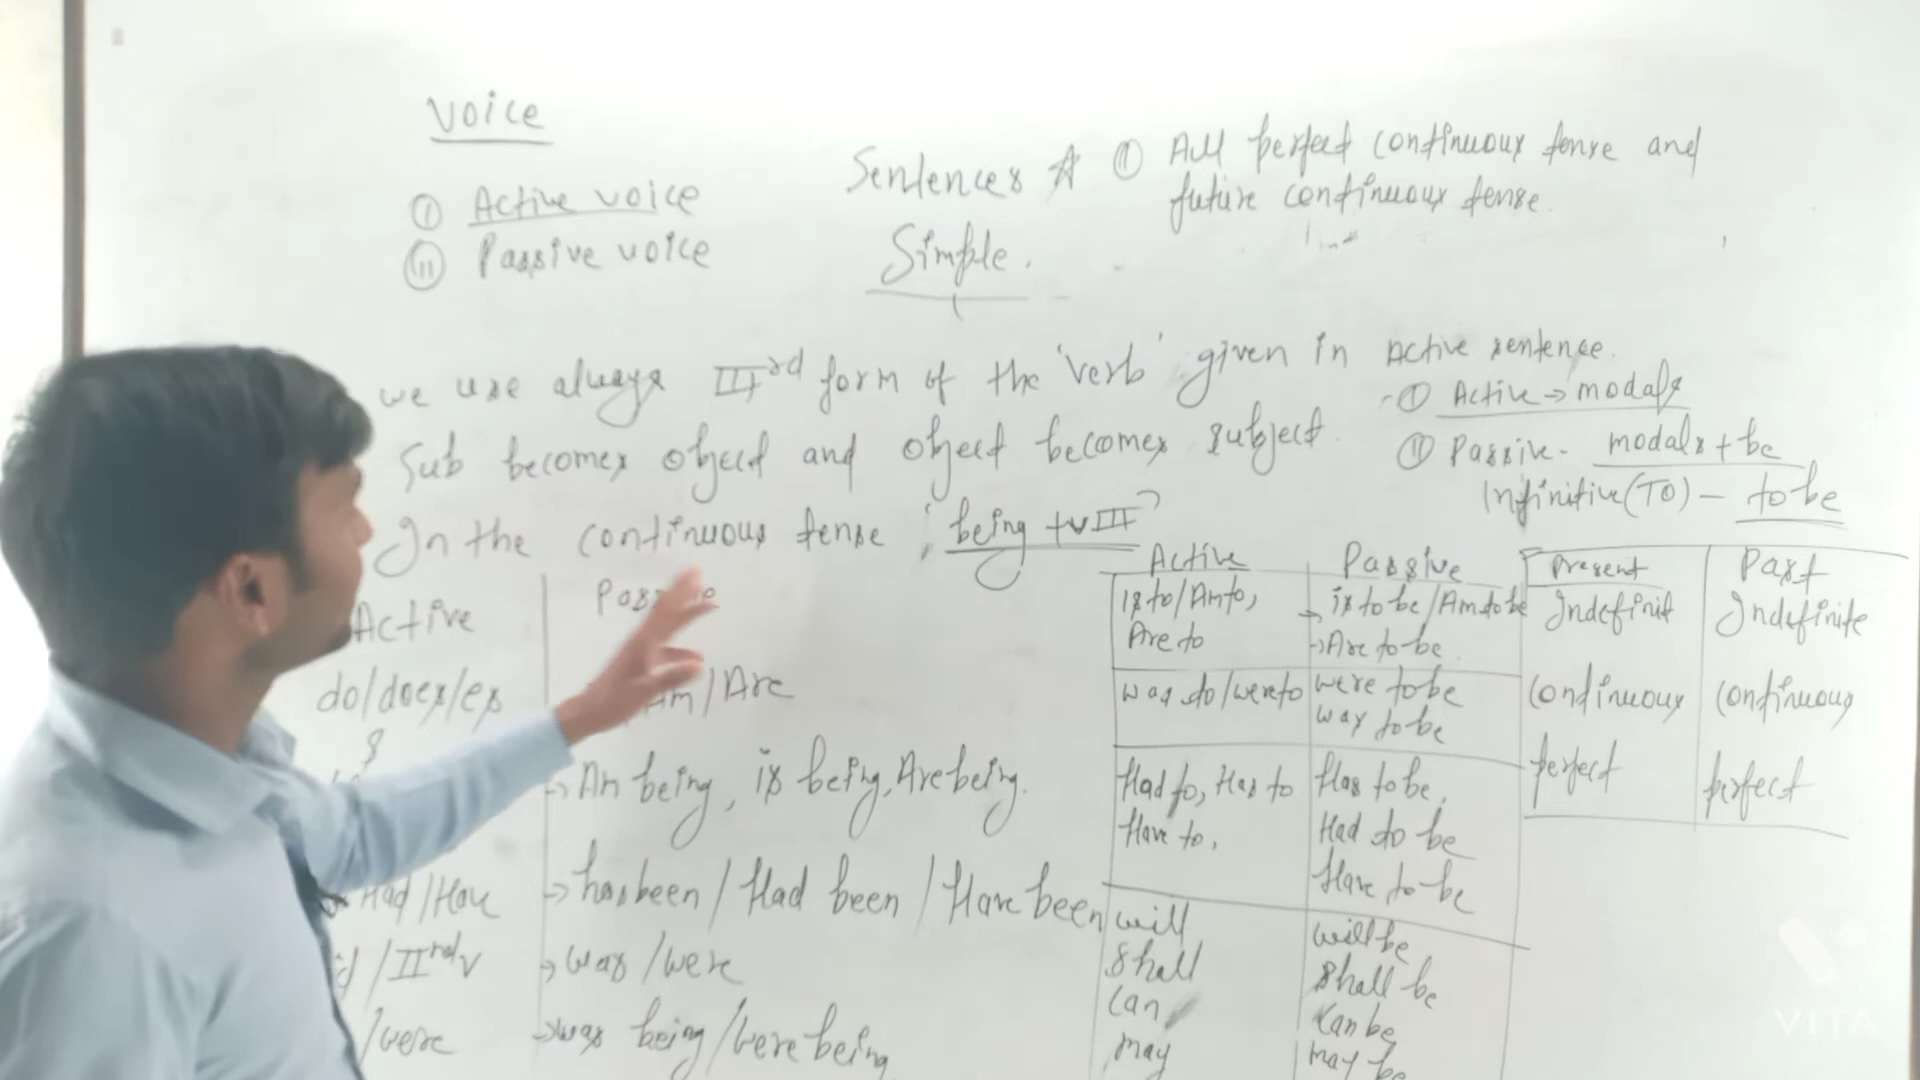 Voice
(I) Active voice
(II) Passive voice
Sentences ☆ (I) All perfect continuous tense and
future continuous tense.
Simple.
we use always IIIrd form of the 'verb' given in Active sentence.
Sub becomes object and object becomes subject.
In the continuous tense ; being +vIII
(I) Active → modals
(II) Passive - modals + be
Infinitive (TO) - to be
Active
do/does/es
s
Had/Have
/IIndv
/were
Am/Are
→ Am being, is being, Are being.
→ has been / Had been / Have been
→ was/were
→ was being/were being
Active | Passive
is to/Am to, | → is to be/Am to be
Are to | → Are to be
was to/were to | were to be
was to be
Had to, Has to | Has to be,
Have to, | Had to be
Have to be
will | will be
shall | shall be
can | can be
may | may be
Present | Past
Indefinit | Indefinite
Continuous | Continuous
perfect | perfect
VITA